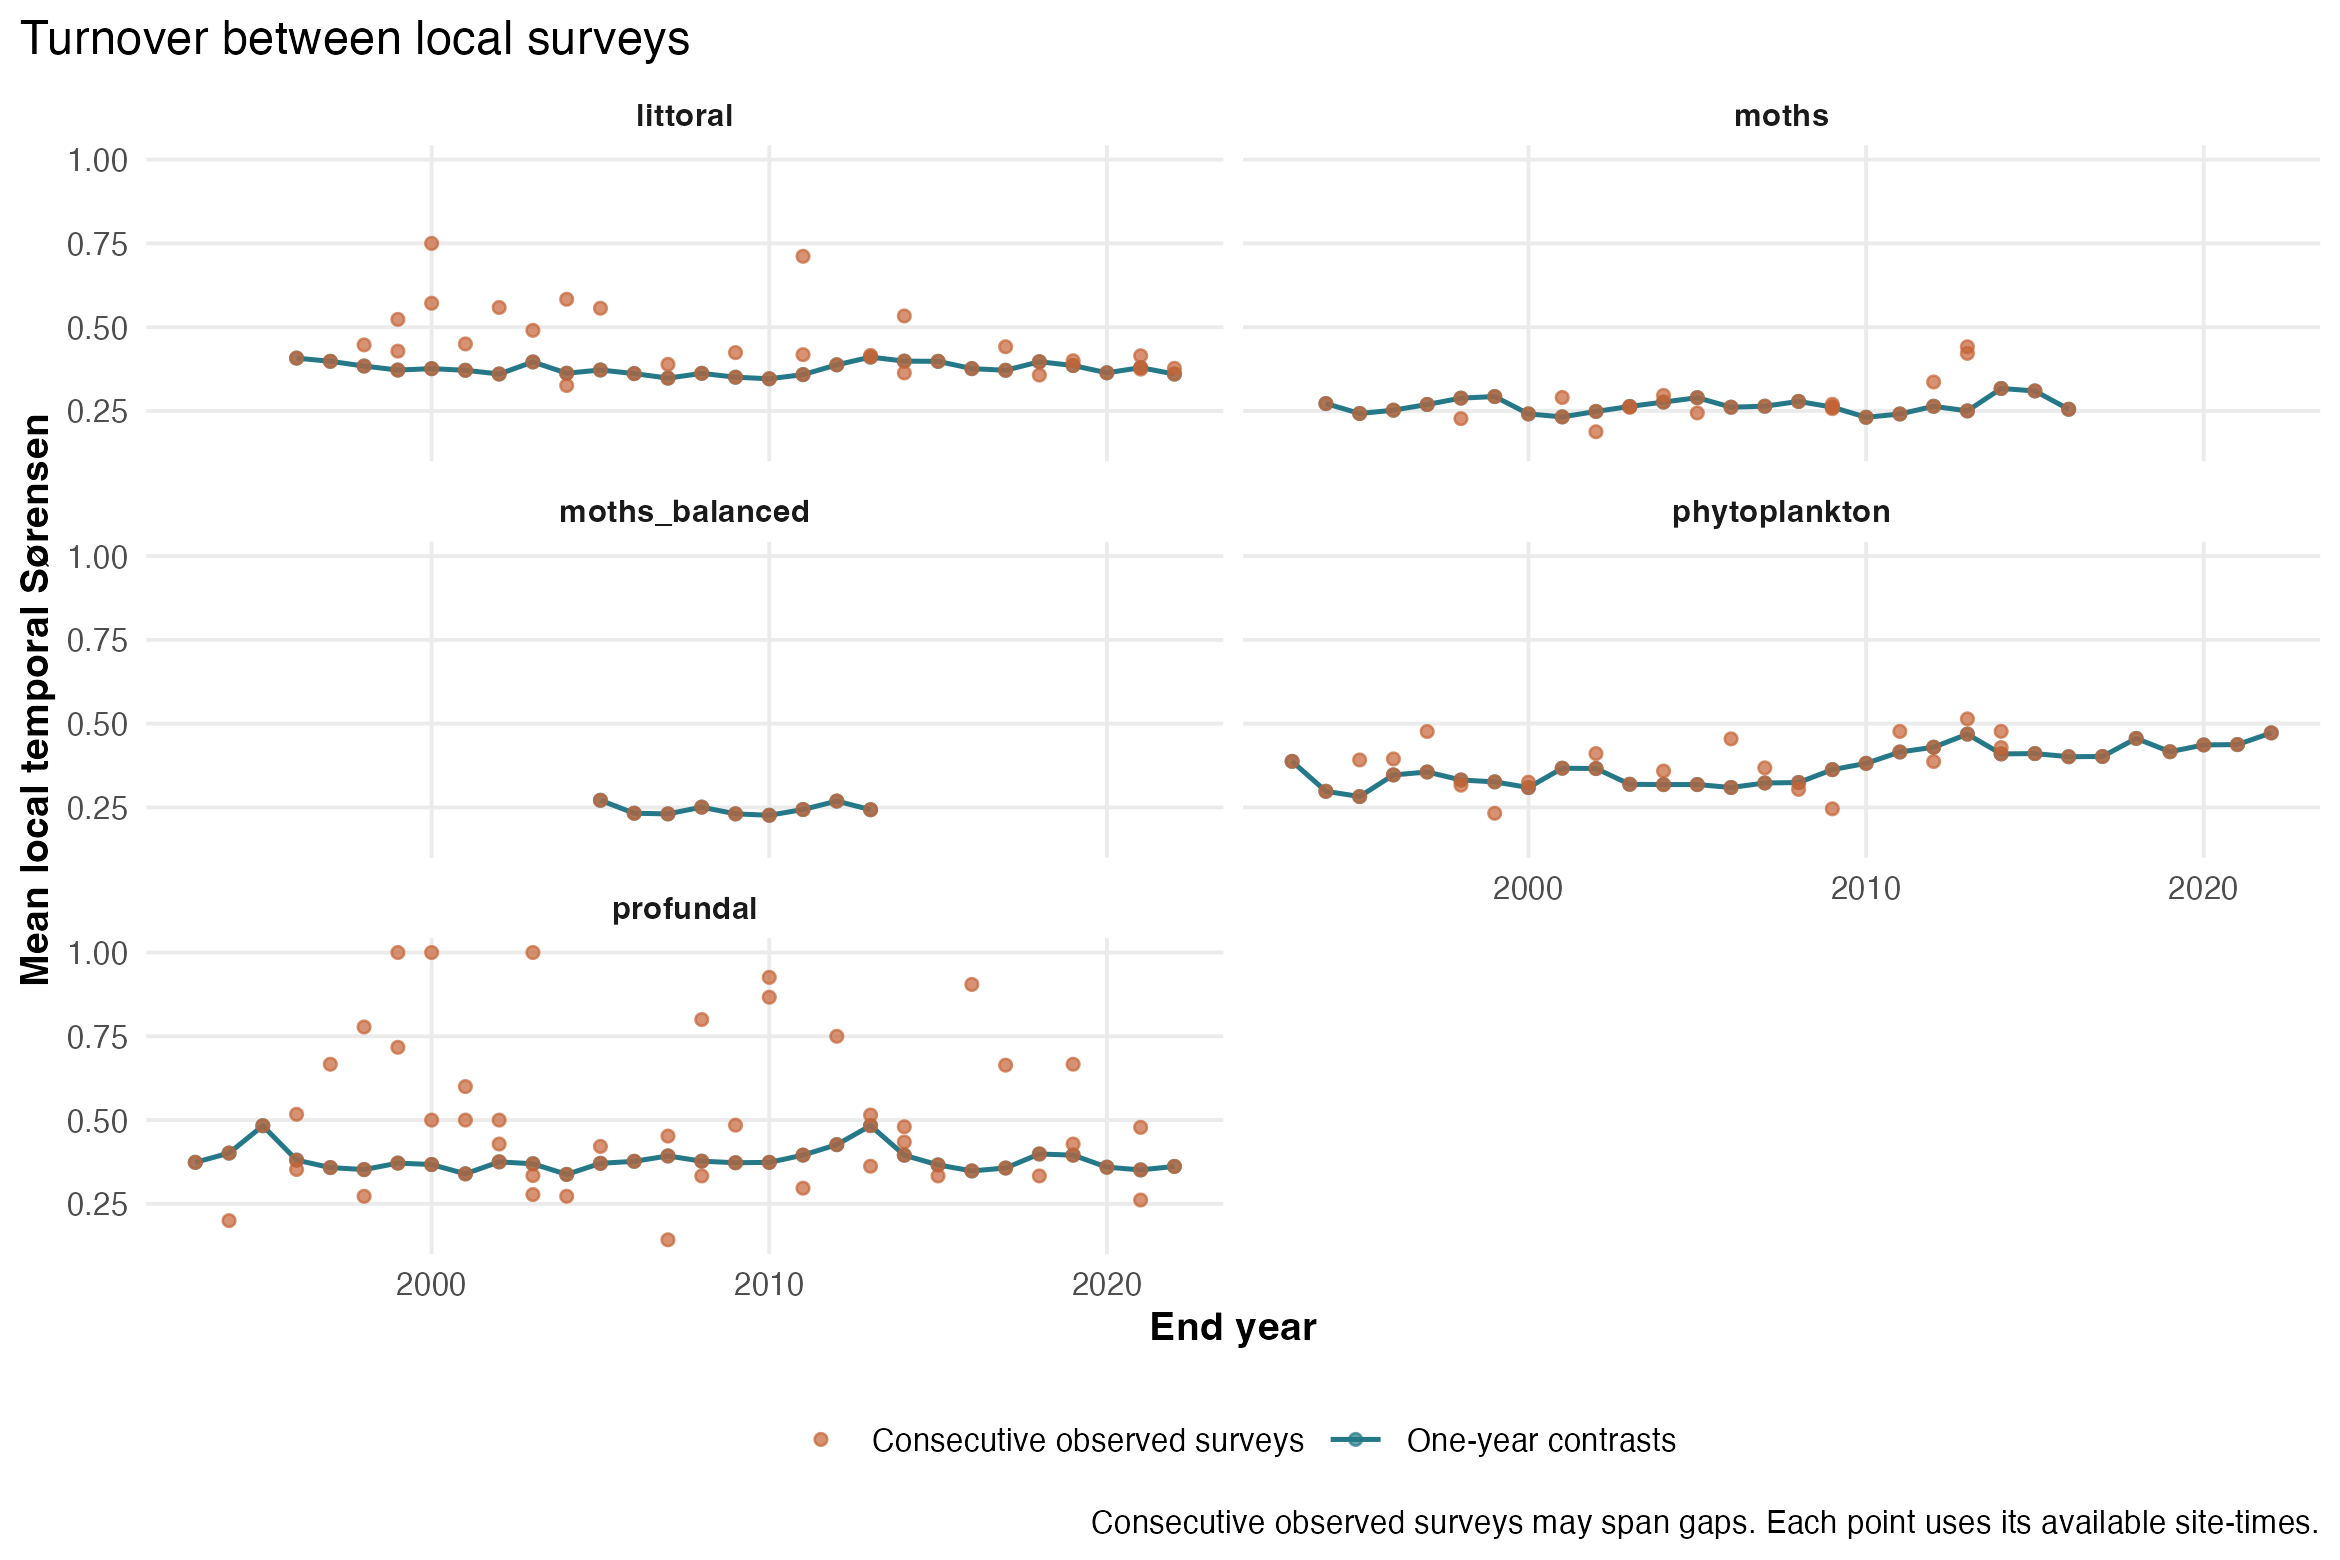 Turnover between local surveys
littoral
moths
1.00
0.75
0.50
0.25
moths_balanced
phytoplankton
1.00
0.75
0.50
0.25
2000 2010 2020
profundal
1.00
0.75
0.50
0.25
2000 2010 2020
Mean local temporal Sørensen
End year
Consecutive observed surveys
One-year contrasts
Consecutive observed surveys may span gaps. Each point uses its available site-times.